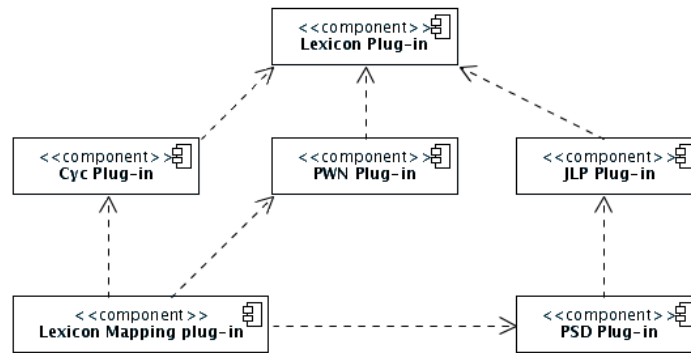 <<component>>
Lexicon Plug-in
<<component>>
Cyc Plug-in
<<component>>
PWN Plug-in
<<component>>
JLP Plug-in
<<component>>
Lexicon Mapping plug-in
<<component>>
PSD Plug-in